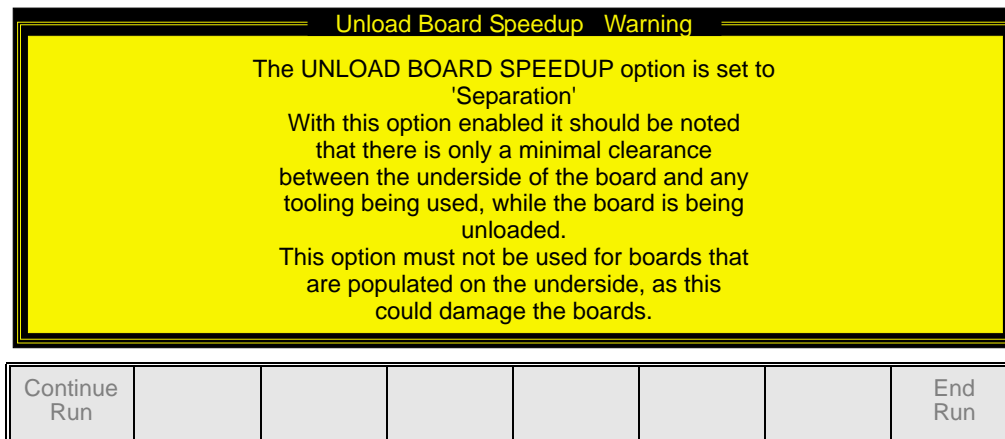 Unload Board Speedup Warning
The UNLOAD BOARD SPEEDUP option is set to
'Separation'
With this option enabled it should be noted
that there is only a minimal clearance
between the underside of the board and any
tooling being used, while the board is being
unloaded.
This option must not be used for boards that
are populated on the underside, as this
could damage the boards.
Continue
Run
End
Run